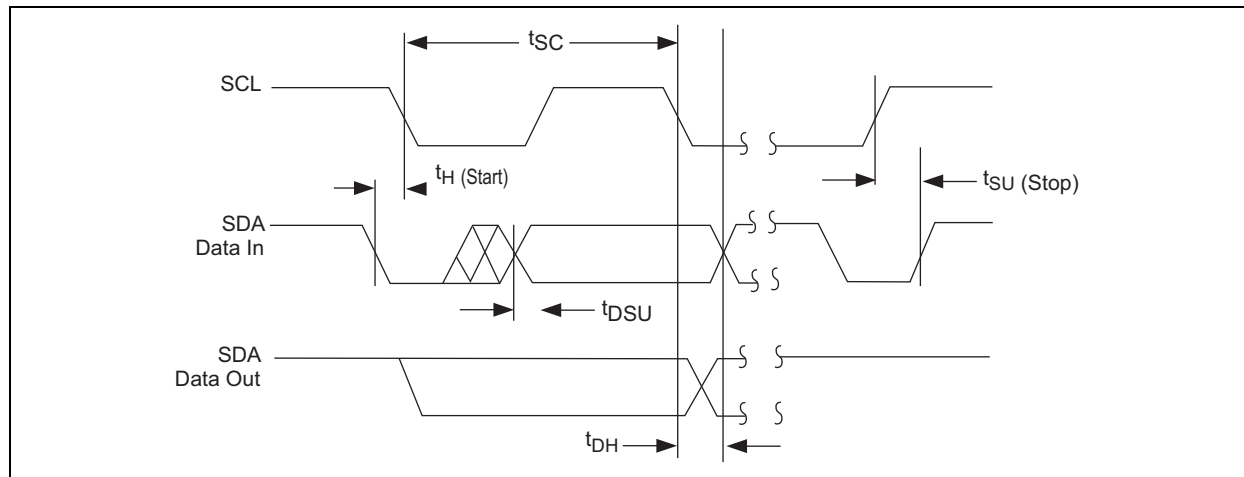 tSC
SCL
tH (Start)
tSU (Stop)
SDA
Data In
tDSU
SDA
Data Out
tDH